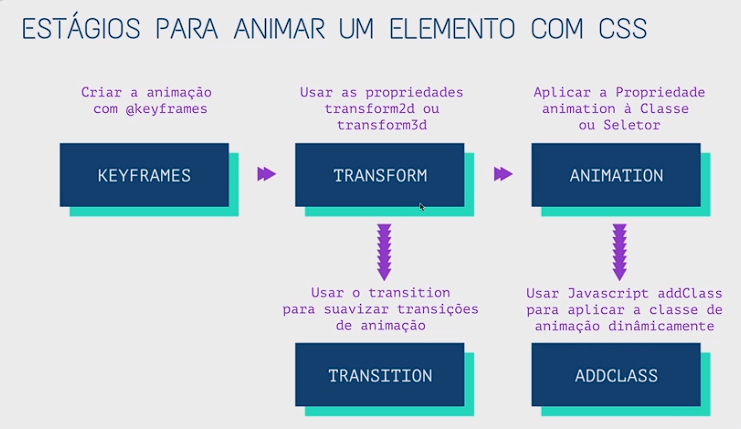 ESTÁGIOS PARA ANIMAR UM ELEMENTO COM CSS
Criar a animação
com @keyframes
KEYFRAMES
Usar as propriedades
transform2d ou
transform3d
TRANSFORM
Aplicar a Propriedade
animation à Classe
ou Seletor
ANIMATION
Usar o transition
para suavizar transições
de animação
TRANSITION
Usar Javascript addClass
para aplicar a classe de
animação dinâmicamente
ADDCLASS